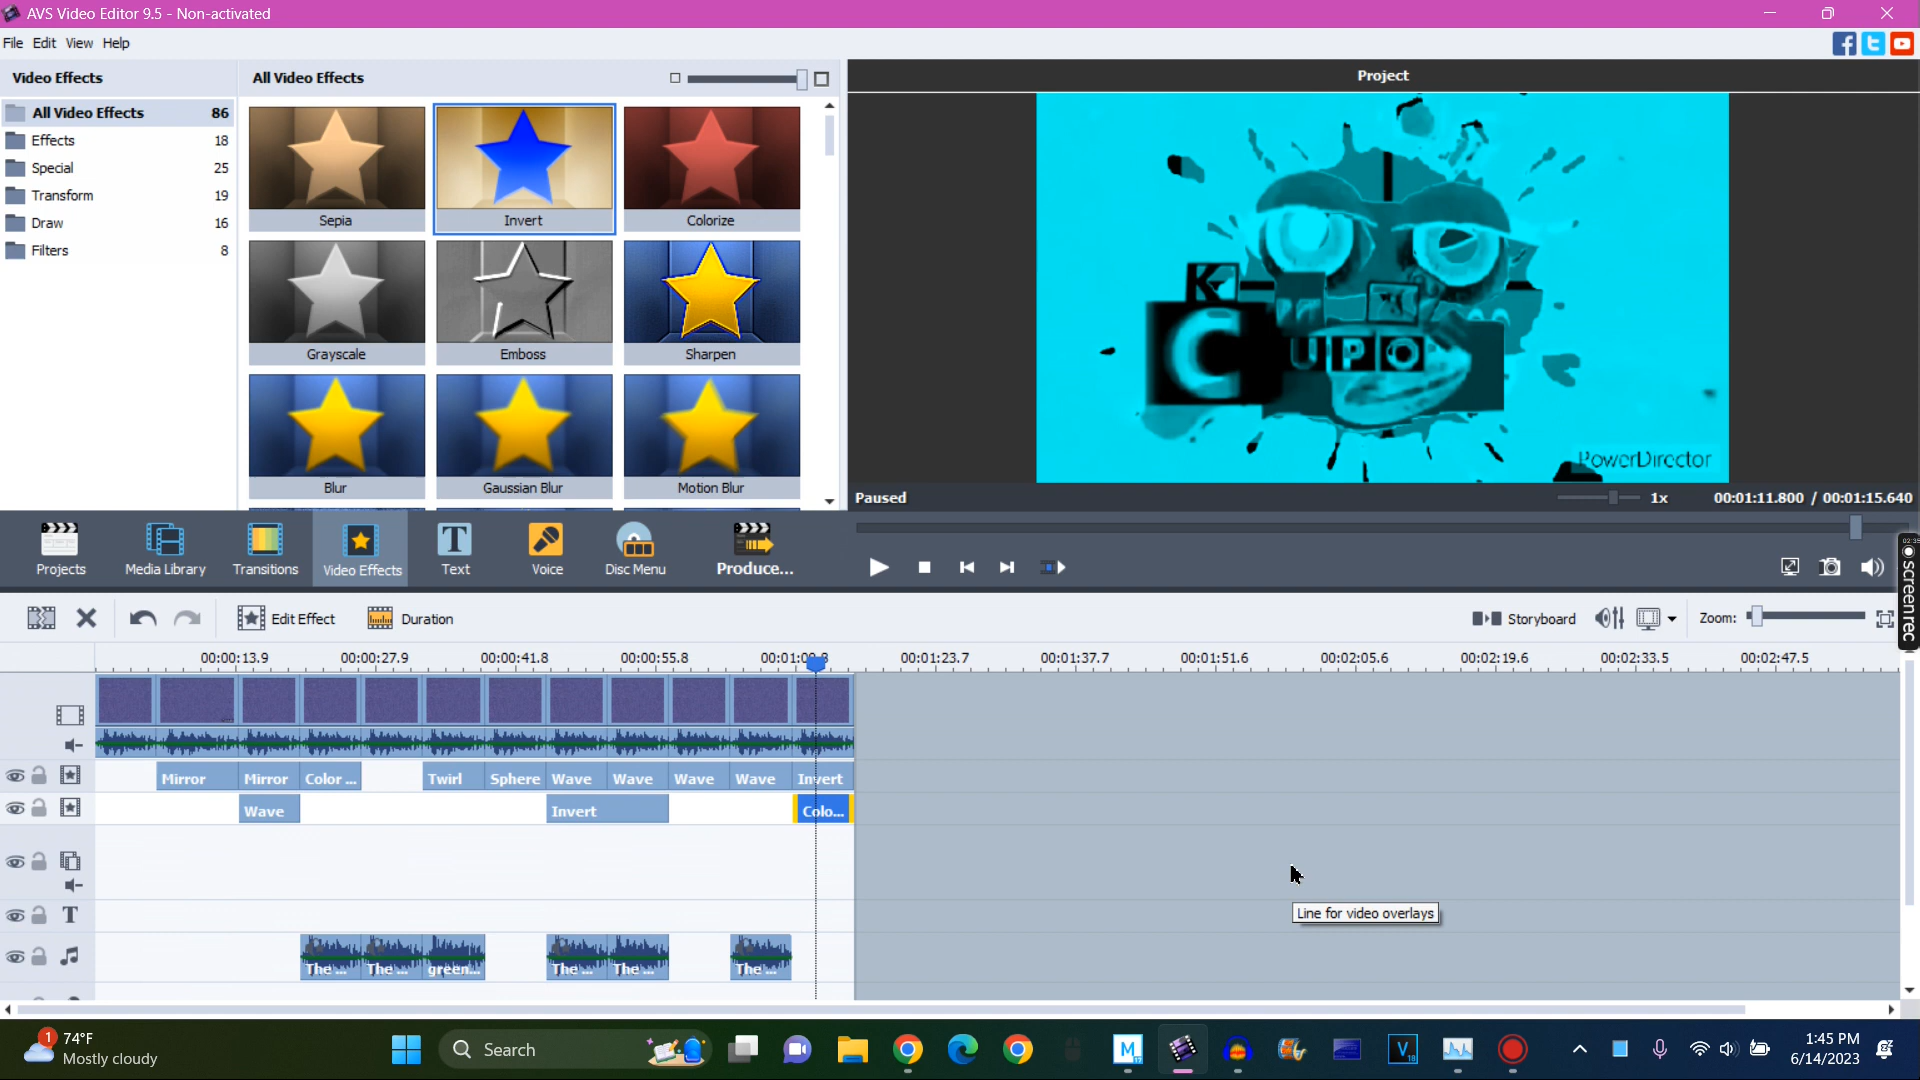 AVS Video Editor 9.5 - Non-activated
File Edit View Help
Video Effects
All Video Effects
Project
All Video Effects 86
Effects 18
Special 25
Transform 19
Draw 16
Filters 8
Sepia Invert Colorize
Grayscale Emboss Sharpen
Blur Gaussian Blur Motion Blur
K
C UPO
PowerDirector
Paused 1x 00:01:11.800 / 00:01:15.640
Projects Media Library Transitions Video Effects Text Voice Disc Menu Produce...
screenrec
Edit Effect Duration Storyboard Zoom:
00:00:13.9 00:00:27.9 00:00:41.8 00:00:55.8 00:01:23.7 00:01:37.7 00:01:51.6 00:02:05.6 00:02:19.6 00:02:33.5 00:02:47.5
Mirror Mirror Color ... Twirl Sphere Wave Wave Wave Wave Invert
Wave Invert Colo...
Line for video overlays
The ... The ... green... The ... The ... The ...
1 74°F
Mostly cloudy
Search
1:45 PM
6/14/2023